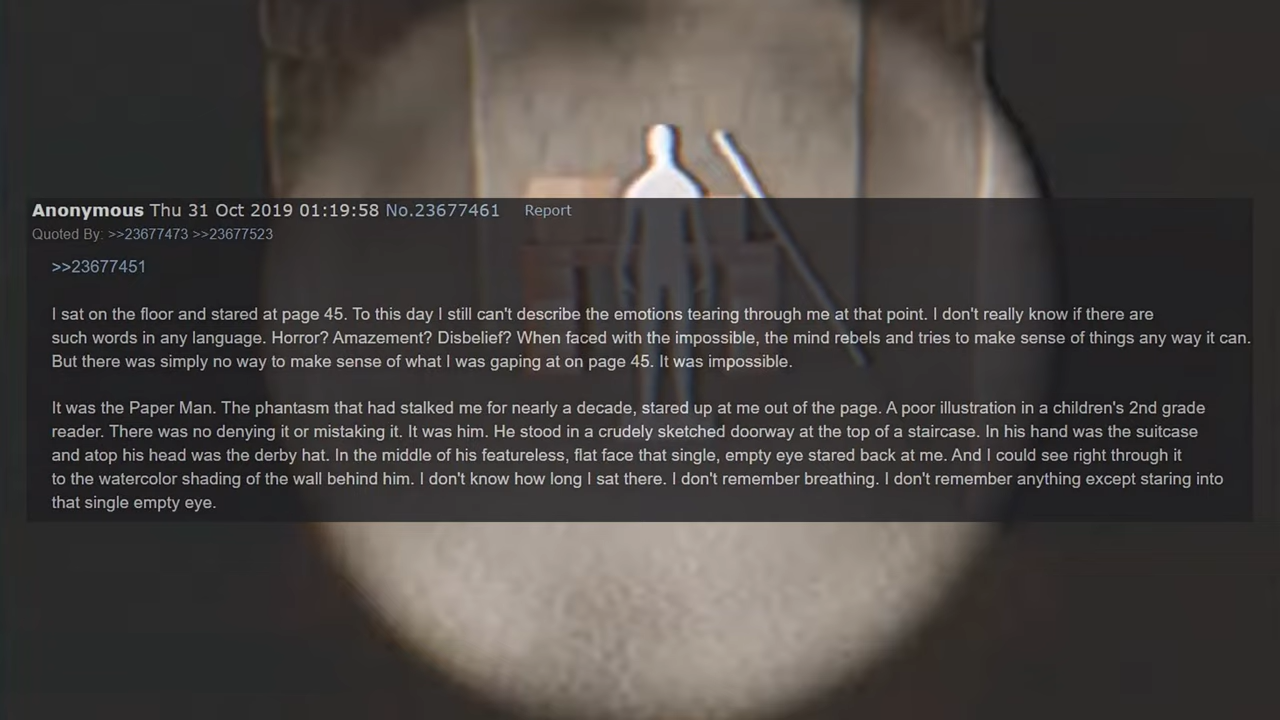 Anonymous Thu 31 Oct 2019 01:19:58 No.23677461 Report
Quoted By: >>23677473 >>23677523
>>23677451
I sat on the floor and stared at page 45. To this day I still can't describe the emotions tearing through me at that point. I don't really know if there are
such words in any language. Horror? Amazement? Disbelief? When faced with the impossible, the mind rebels and tries to make sense of things any way it can.
But there was simply no way to make sense of what I was gaping at on page 45. It was impossible.
It was the Paper Man. The phantasm that had stalked me for nearly a decade, stared up at me out of the page. A poor illustration in a children's 2nd grade
reader. There was no denying it or mistaking it. It was him. He stood in a crudely sketched doorway at the top of a staircase. In his hand was the suitcase
and atop his head was the derby hat. In the middle of his featureless, flat face that single, empty eye stared back at me. And I could see right through it
to the watercolor shading of the wall behind him. I don't know how long I sat there. I don't remember breathing. I don't remember anything except staring into
that single empty eye.